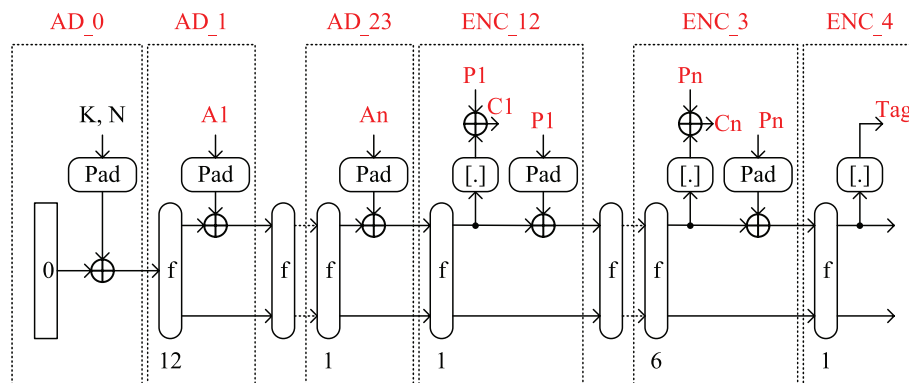 AD_0 AD_1 AD_23 ENC_12 ENC_3 ENC_4
P1 Pn
K, N A1 An C1 P1 Cn Pn Tag
Pad Pad Pad [.] Pad [.] Pad [.]
0 f f f f f f f
12 1 1 6 1